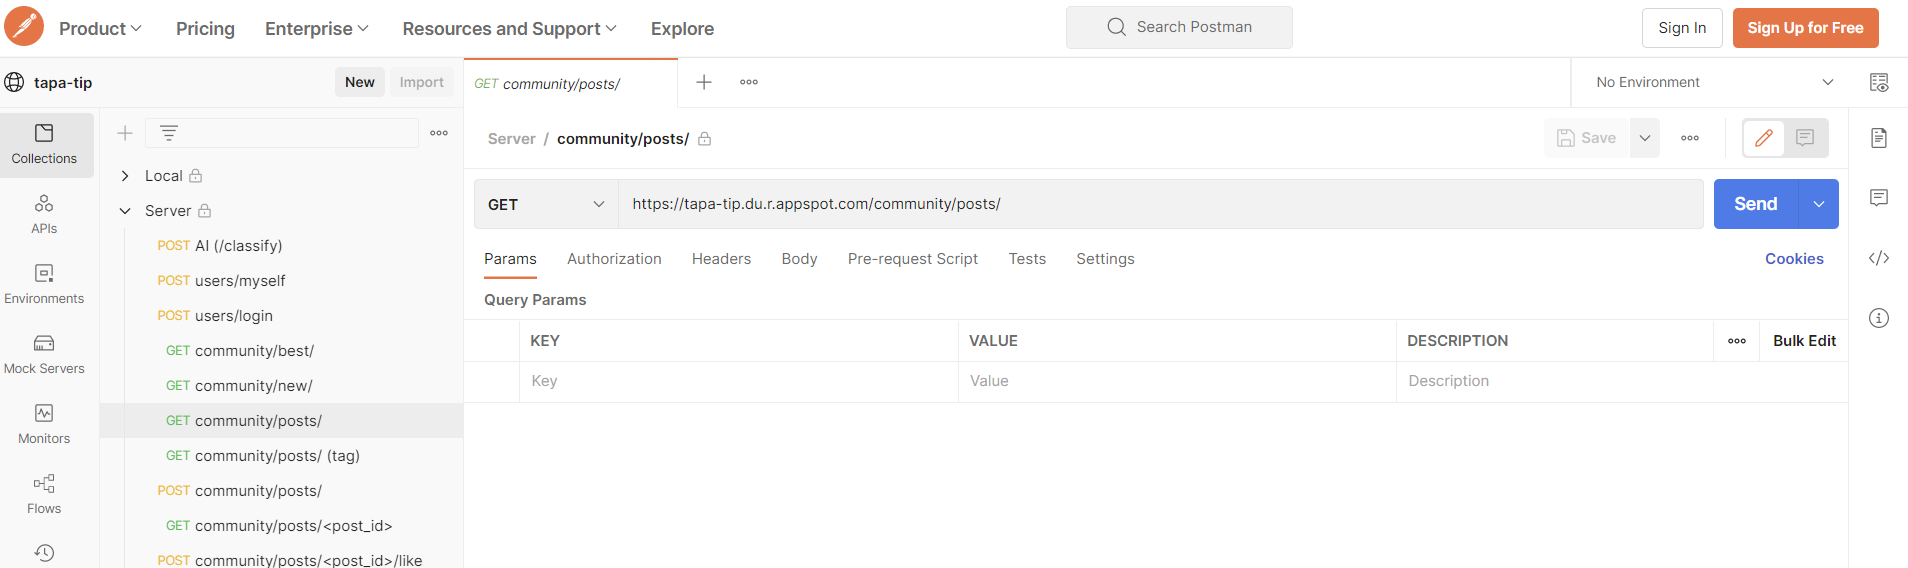 Product
Pricing
Enterprise
Resources and Support
Explore
Search Postman
Sign In
Sign Up for Free
tapa-tip
New
Import
GET community/posts/
No Environment
Collections
APIs
Environments
Mock Servers
Monitors
Flows
Local
Server
POST AI (/classify)
POST users/myself
POST users/login
GET community/best/
GET community/new/
GET community/posts/
GET community/posts/ (tag)
POST community/posts/
GET community/posts/<post_id>
POST community/posts/<post_id>/like
Server / community/posts/
Save
GET
https://tapa-tip.du.r.appspot.com/community/posts/
Send
Params Authorization Headers Body Pre-request Script Tests Settings
Cookies
Query Params
KEY VALUE DESCRIPTION Bulk Edit
Key Value Description